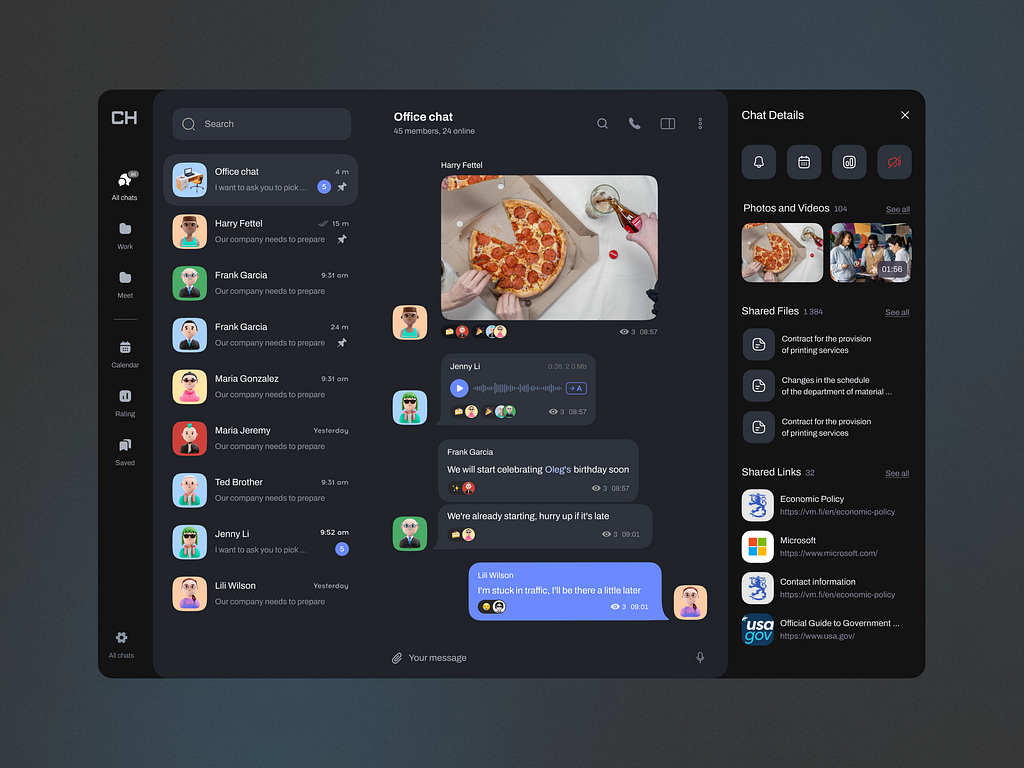 CH
All chats
Work
Meet
Calendar
Rating
Saved
All chats
Search
Office chat
4 m
I want to ask you to pick ...
5
Harry Fettel
15 m
Our company needs to prepare
Frank Garcia
9:31 am
Our company needs to prepare
Frank Garcia
24 m
Our company needs to prepare
Maria Gonzalez
9:31 am
Our company needs to prepare
Maria Jeremy
Yesterday
Our company needs to prepare
Ted Brother
9:31 am
Our company needs to prepare
Jenny Li
9:52 am
I want to ask you to pick ...
5
Lili Wilson
Yesterday
Our company needs to prepare
Office chat
45 members, 24 online
Harry Fettel
3 08:57
Jenny Li
0:36, 2.0 Mb
→ A
3 08:57
Frank Garcia
We will start celebrating Oleg's birthday soon
3 08:57
We're already starting, hurry up if it's late
3 09:01
Lili Wilson
I'm stuck in traffic, I'll be there a little later
3 09:01
Your message
Chat Details
Photos and Videos 104
See all
01:56
Shared Files 1 384
See all
Contract for the provision
of printing services
Changes in the schedule
of the department of material ...
Contract for the provision
of printing services
Shared Links 32
See all
Economic Policy
https://vm.fi/en/economic-policy
Microsoft
https://www.microsoft.com/
Contact information
https://vm.fi/en/economic-policy
usa
gov
Official Guide to Government ...
https://www.usa.gov/